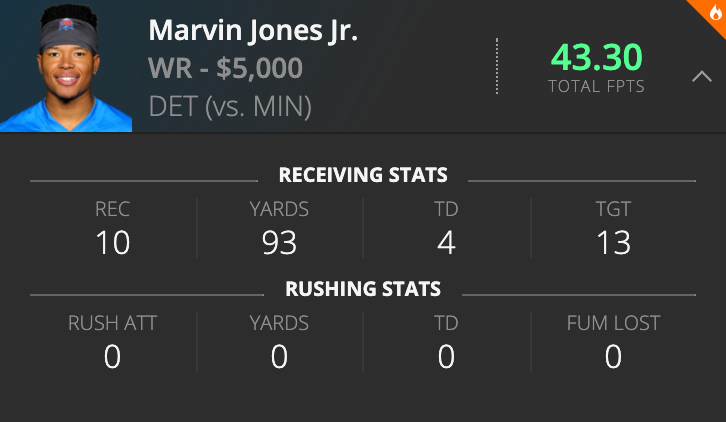 Marvin Jones Jr.
WR - $5,000
DET (vs. MIN)
43.30
TOTAL FPTS
RECEIVING STATS
REC YARDS TD TGT
10 93 4 13
RUSHING STATS
RUSH ATT YARDS TD FUM LOST
0 0 0 0